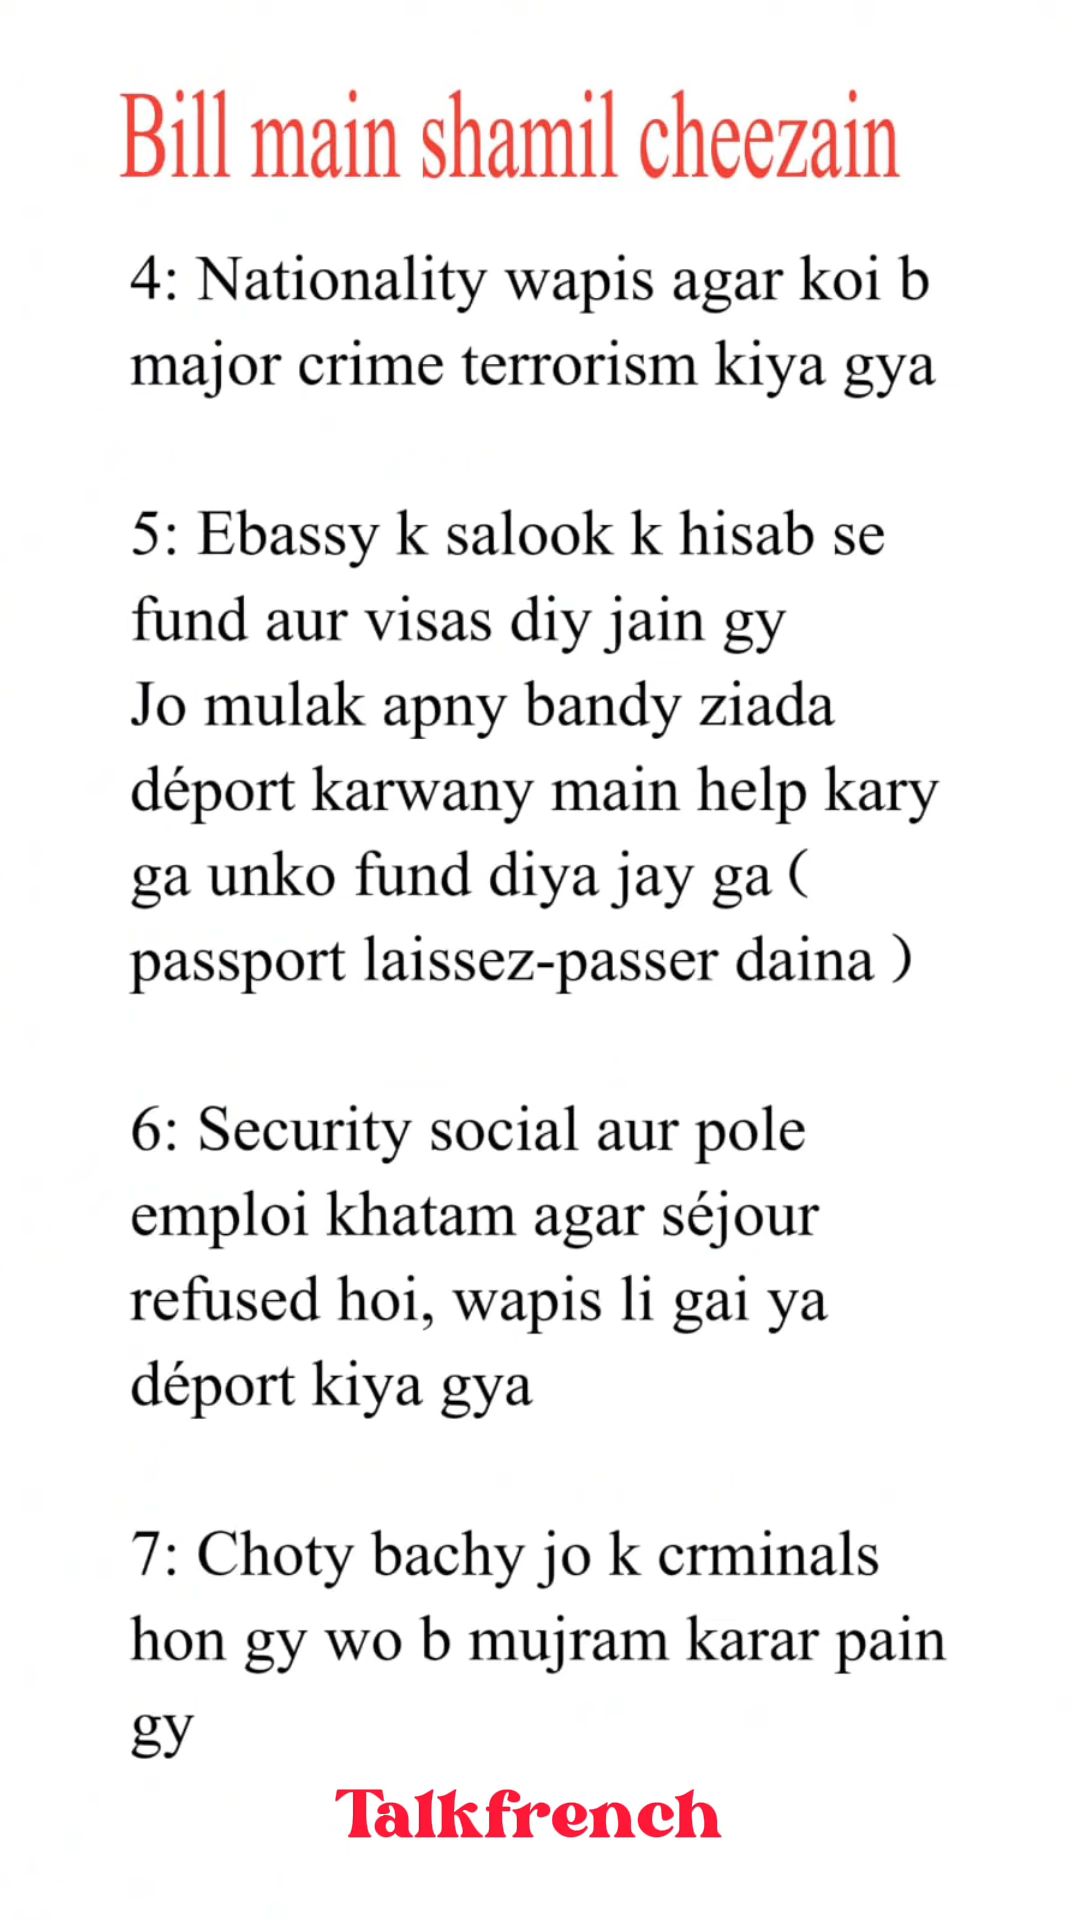 Bill main shamil cheezain
4: Nationality wapis agar koi b
major crime terrorism kiya gya
5: Ebassy k salook k hisab se
fund aur visas diy jain gy
Jo mulak apny bandy ziada
déport karwany main help kary
ga unko fund diya jay ga (
passport laissez-passer daina )
6: Security social aur pole
emploi khatam agar séjour
refused hoi, wapis li gai ya
déport kiya gya
7: Choty bachy jo k crminals
hon gy wo b mujram karar pain
gy
Talkfrench